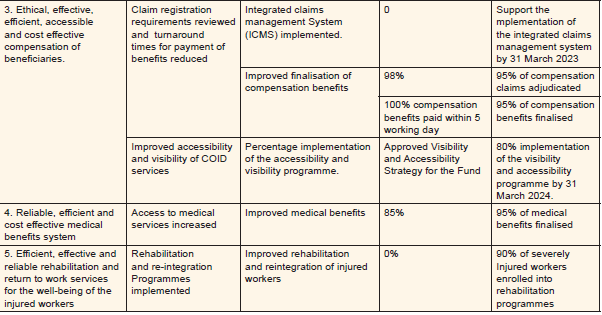 3. Ethical, effective,
efficient, accessible
and cost effective
compensation of
beneficiaries.
Claim registration
requirements reviewed
and turnaround
times for payment of
benefits reduced
Integrated claims
management System
(ICMS) implemented.
0
Support the
mplementation of
the integrated claims
management system
by 31 March 2023
Improved finalisation of
compensation benefits
98%
95% of compensation
claims adjudicated
100% compensation
benefits paid within 5
working day
95% of compensation
benefits finalised
Improved accessibility
and visibility of COID
services
Percentage implementation
of the accessibility and
visibility programme.
Approved Visibility
and Accessibility
Strategy for the Fund
80% implementation
of the visibility
and accessibility
programme by 31
March 2024.
4. Reliable, efficient and
cost effective medical
benefits system
Access to medical
services increased
Improved medical benefits
85%
95% of medical
benefits finalised
5. Efficient, effective and
reliable rehabilitation and
return to work services
for the well-being of the
injured workers
Rehabilitation
and re-integration
Programmes
implemented
Improved rehabilitation
and reintegration of injured
workers
0%
90% of severely
Injured workers
enrolled into
rehabilitation
programmes